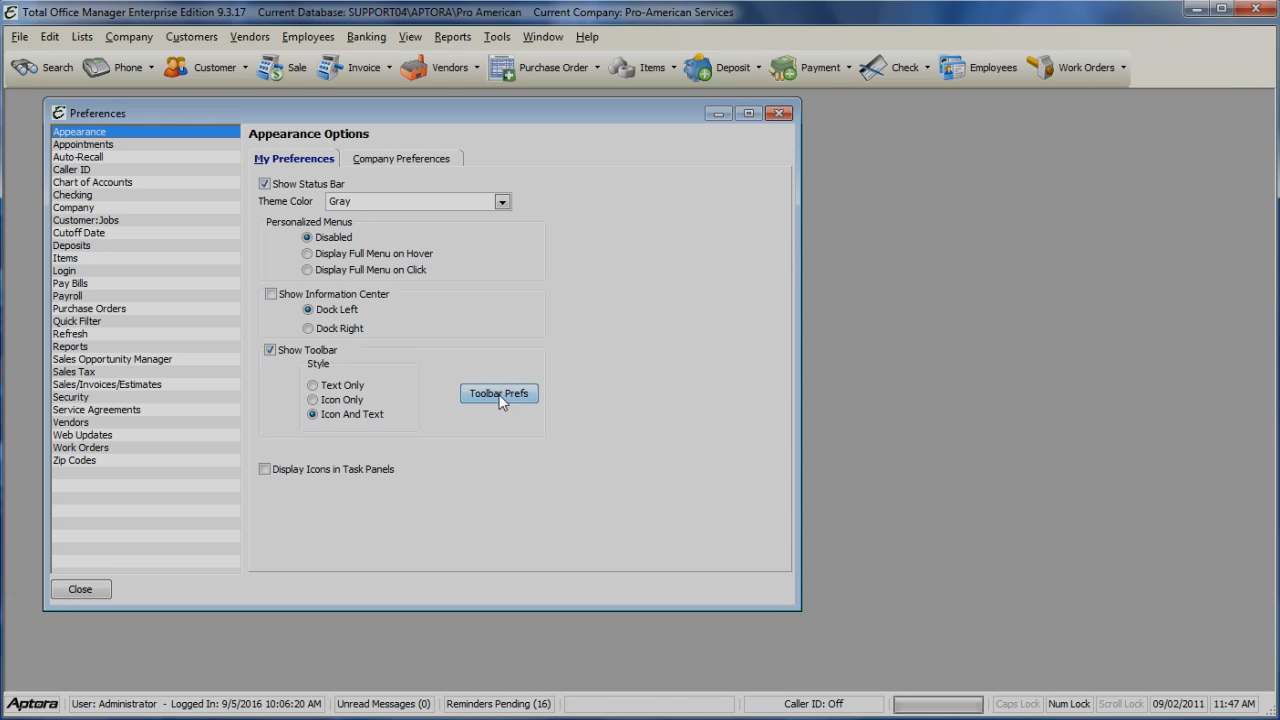 Total Office Manager Enterprise Edition 9.3.17 Current Database: SUPPORT04\APTORA\Pro American Current Company: Pro-American Services
File Edit Lists Company Customers Vendors Employees Banking View Reports Tools Window Help
Search Phone Custome Sale Invoice Vendors Purchase Order Items Deposit Payment Check Employees Work Orders
Preferences
Appearance
Appointments
Auto-Recall
Caller ID
Chart of Accounts
Checking
Company
Customer:Jobs
Cutoff Date
Deposits
Items
Login
Pay Bills
Payroll
Purchase Orders
Quick Filter
Refresh
Reports
Sales Opportunity Manager
Sales Tax
Sales/Invoices/Estimates
Security
Service Agreements
Vendors
Web Updates
Work Orders
Zip Codes
Close
Appearance Options
My Preferences Company Preferences
Show Status Bar
Theme Color Gray
Personalized Menus
Disabled
Display Full Menu on Hover
Display Full Menu on Click
Show Information Center
Dock Left
Dock Right
Show Toolbar
Style
Text Only
Icon Only
Icon And Text
Toolbar Prefs
Display Icons in Task Panels
Aptora User: Administrator - Logged In: 9/5/2016 10:06:20 AM Unread Messages (0) Reminders Pending (16) Caller ID: Off Caps Lock Num Lock Scroll Lock 09/02/2011 11:47 AM